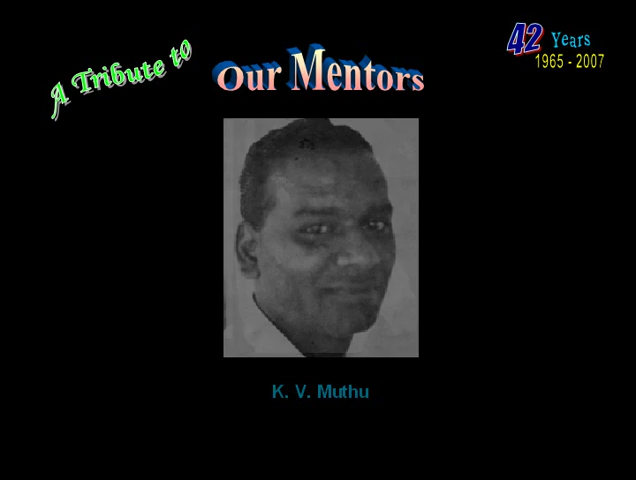 A Tribute to
Our Mentors
42 Years
1965 - 2007
K. V. Muthu